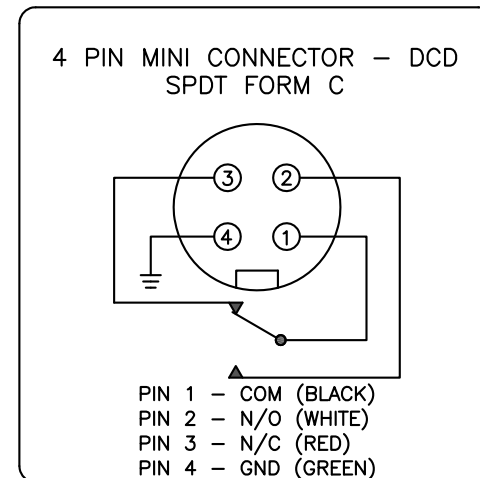 4 PIN MINI CONNECTOR – DCD
SPDT FORM C
3 2
4 1
PIN 1 – COM (BLACK)
PIN 2 – N/O (WHITE)
PIN 3 – N/C (RED)
PIN 4 – GND (GREEN)